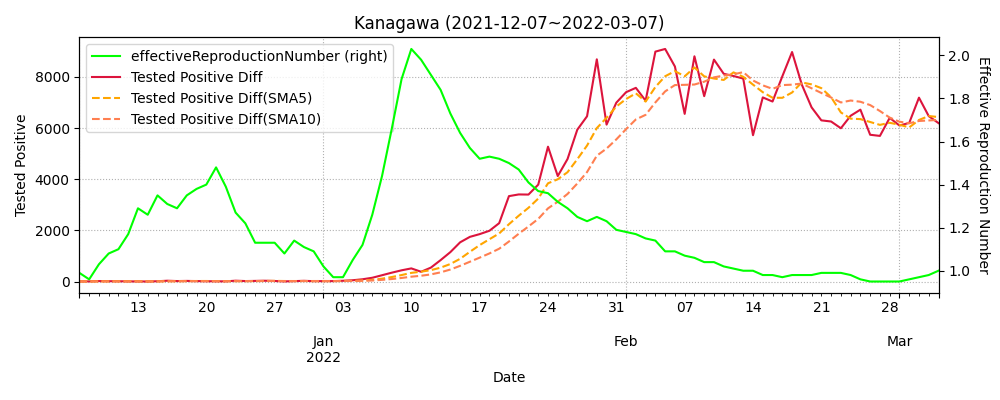 Kanagawa (2021-12-07~2022-03-07)
effectiveReproductionNumber (right)
Tested Positive Diff
Tested Positive Diff(SMA5)
Tested Positive Diff(SMA10)
Tested Positive
8000
6000
4000
2000
0
2.0
1.8
1.6
1.4
1.2
1.0
Effective Reproduction Number
13 20 27 03 10 17 24 31 07 14 21 28
Jan Feb Mar
2022
Date